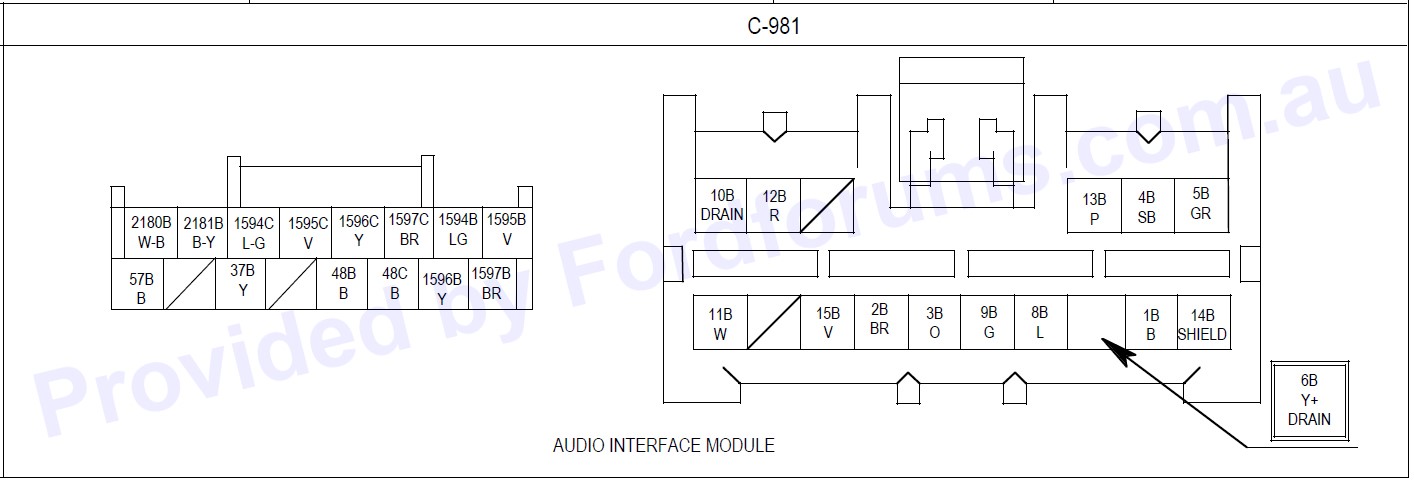 C-981
2180B
W-B
2181B
B-Y
1594C
L-G
1595C
V
1596C
Y
1597C
BR
1594B
LG
1595B
V
57B
B
37B
Y
48B
B
48C
B
1596B
Y
1597B
BR
10B
DRAIN
12B
R
13B
P
4B
SB
5B
GR
11B
W
15B
V
2B
BR
3B
O
9B
G
8B
L
1B
B
14B
SHIELD
6B
Y+
DRAIN
AUDIO INTERFACE MODULE
Provided by Fordforums.com.au